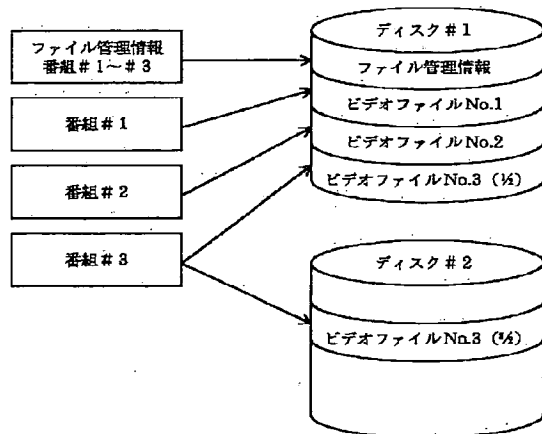 ファイル管理情報
番組＃1～＃3
番組＃1
番組＃2
番組＃3
ディスク＃1
ファイル管理情報
ビデオファイルNo.1
ビデオファイルNo.2
ビデオファイルNo.3（½）
ディスク＃2
ビデオファイルNo.3（²⁄₂）